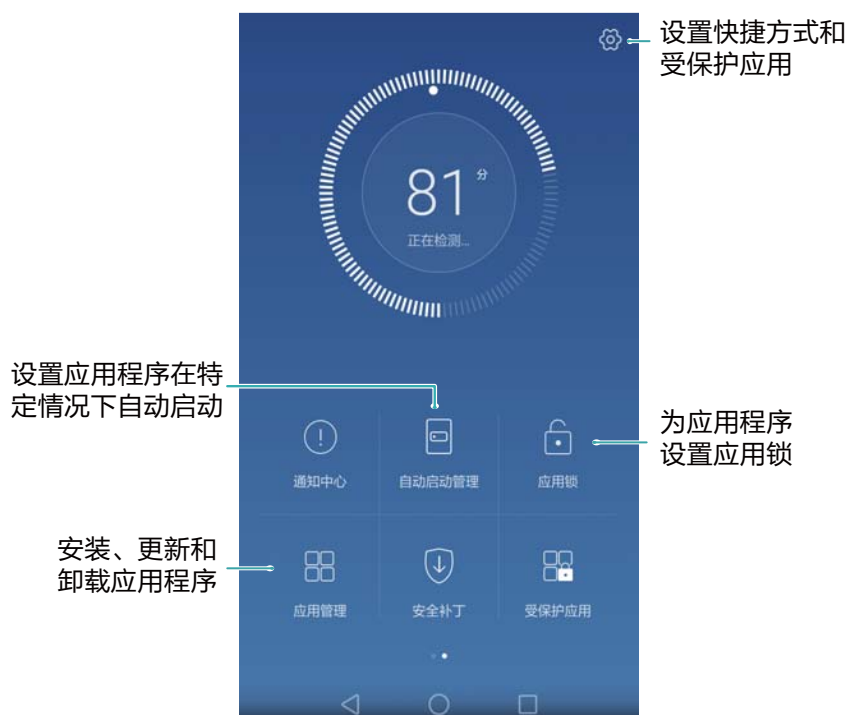 设置快捷方式和
受保护应用
81 分
正在检测...
设置应用程序在特
定情况下自动启动
为应用程序
设置应用锁
通知中心
自动启动管理
应用锁
安装、更新和
卸载应用程序
应用管理
安全补丁
受保护应用